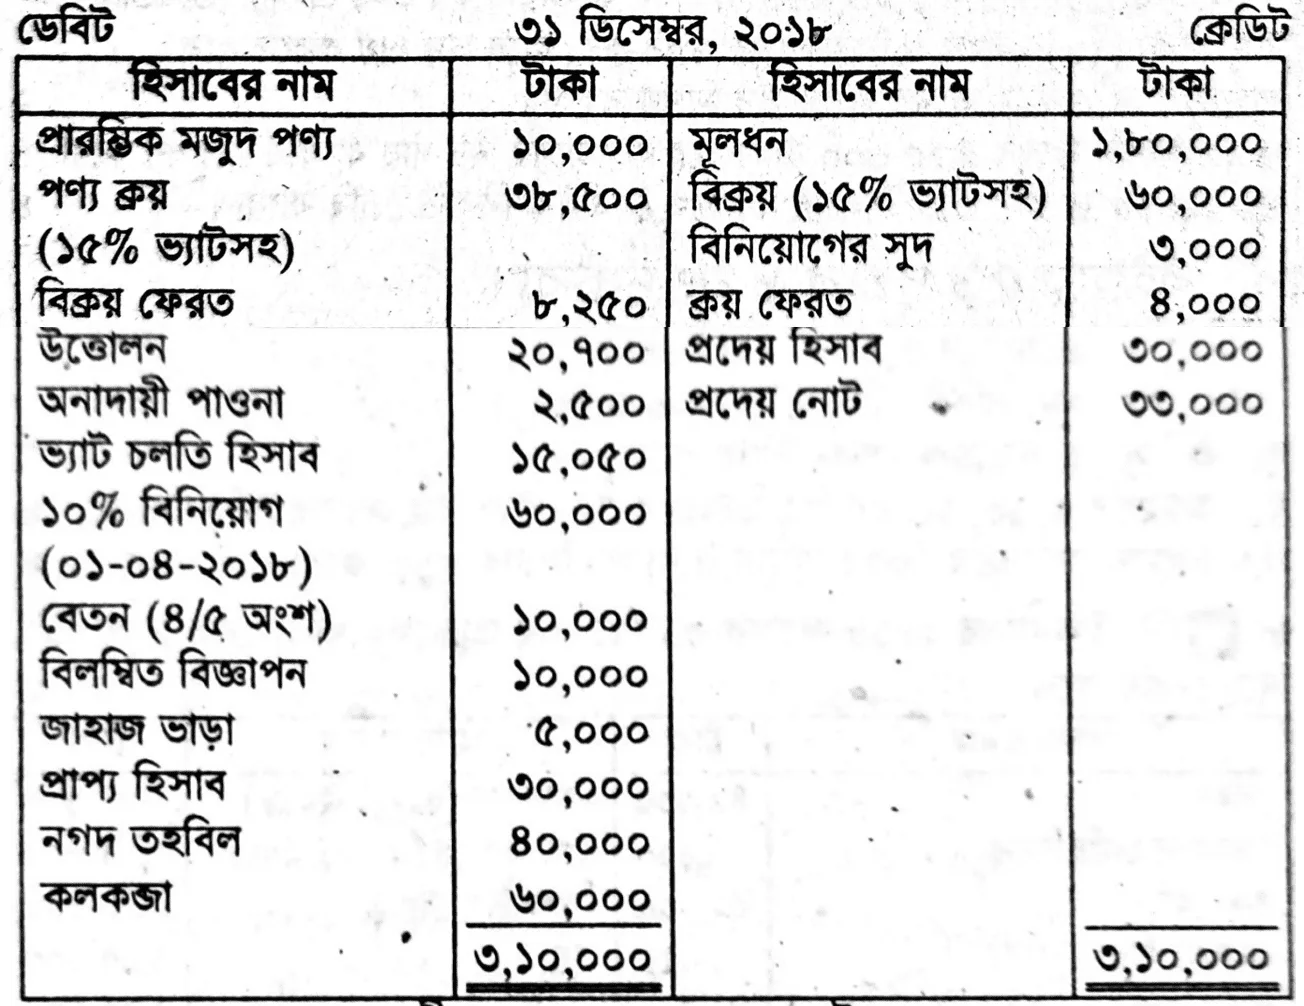 ডেবিট ৩১ ডিসেম্বর, ২০১৮ ক্রেডিট
হিসাবের নাম টাকা হিসাবের নাম টাকা
প্রারম্ভিক মজুদ পণ্য ১০,০০০ মূলধন ১,৮০,০০০
পণ্য ক্রয় ৩৮,৫০০ বিক্রয় (১৫% ভ্যাটসহ) ৬০,০০০
(১৫% ভ্যাটসহ) বিনিয়োগের সুদ ৩,০০০
বিক্রয় ফেরত ৮,২৫০ ক্রয় ফেরত ৪,০০০
উত্তোলন ২০,৭০০ প্রদেয় হিসাব ৩০,০০০
অনাদায়ী পাওনা ২,৫০০ প্রদেয় নোট ৩৩,০০০
ভ্যাট চলতি হিসাব ১৫,০৫০
১০% বিনিয়োগ ৬০,০০০
(০১-০৪-২০১৮)
বেতন (৪/৫ অংশ) ১০,০০০
বিলম্বিত বিজ্ঞাপন ১০,০০০
জাহাজ ভাড়া ৫,০০০
প্রাপ্য হিসাব ৩০,০০০
নগদ তহবিল ৪০,০০০
কলকব্জা ৬০,০০০
৩,১০,০০০ ৩,১০,০০০